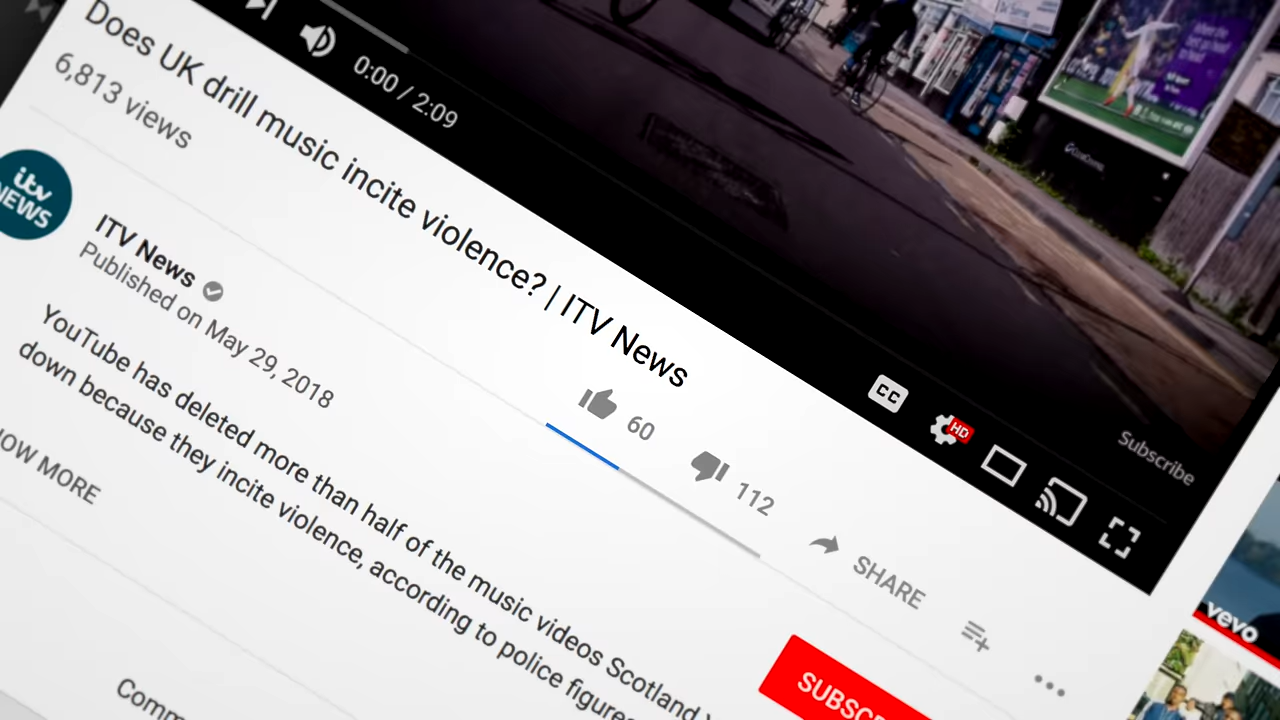 0:00 / 2:09
CC
HD
Subscribe
Does UK drill music incite violence? | ITV News
6,813 views
60
112
SHARE
itv
NEWS
ITV News
Published on May 29, 2018
SUBSC
YouTube has deleted more than half of the music videos Scotland
down because they incite violence, according to police figures
OW MORE
Comm
vevo